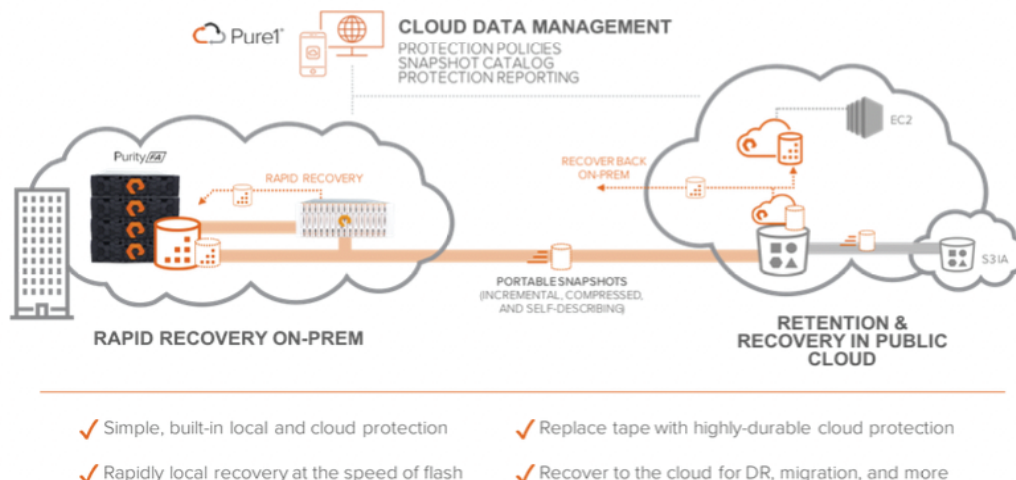 Pure1®
CLOUD DATA MANAGEMENT
PROTECTION POLICIES
SNAPSHOT CATALOG
PROTECTION REPORTING
Purity//FA
RAPID RECOVERY
RECOVER BACK
ON-PREM
EC2
S3 IA
PORTABLE SNAPSHOTS
(INCREMENTAL, COMPRESSED,
AND SELF-DESCRIBING)
RAPID RECOVERY ON-PREM
RETENTION &
RECOVERY IN PUBLIC
CLOUD
✓ Simple, built-in local and cloud protection
✓ Replace tape with highly-durable cloud protection
✓ Rapidly local recovery at the speed of flash
✓ Recover to the cloud for DR, migration, and more